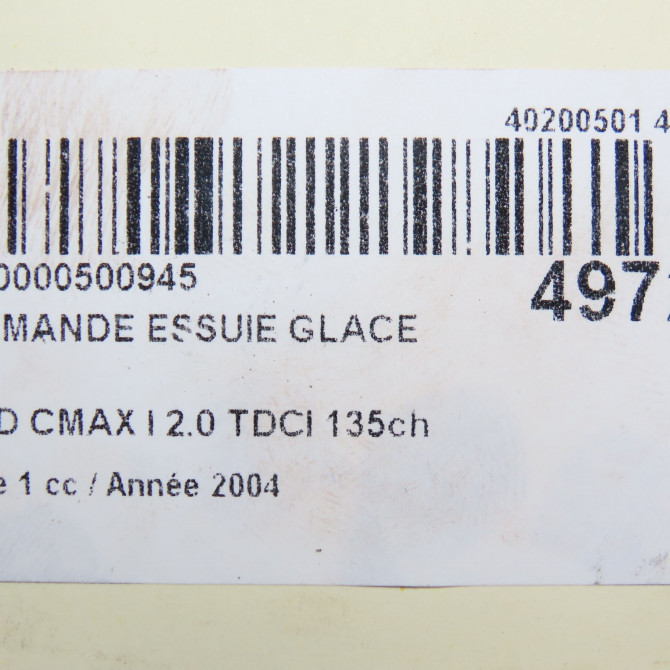 40200501 4
0000500945
497
MANDE ESSUIE GLACE
D CMAX I 2.0 TDCI 135ch
e 1 cc / Année 2004